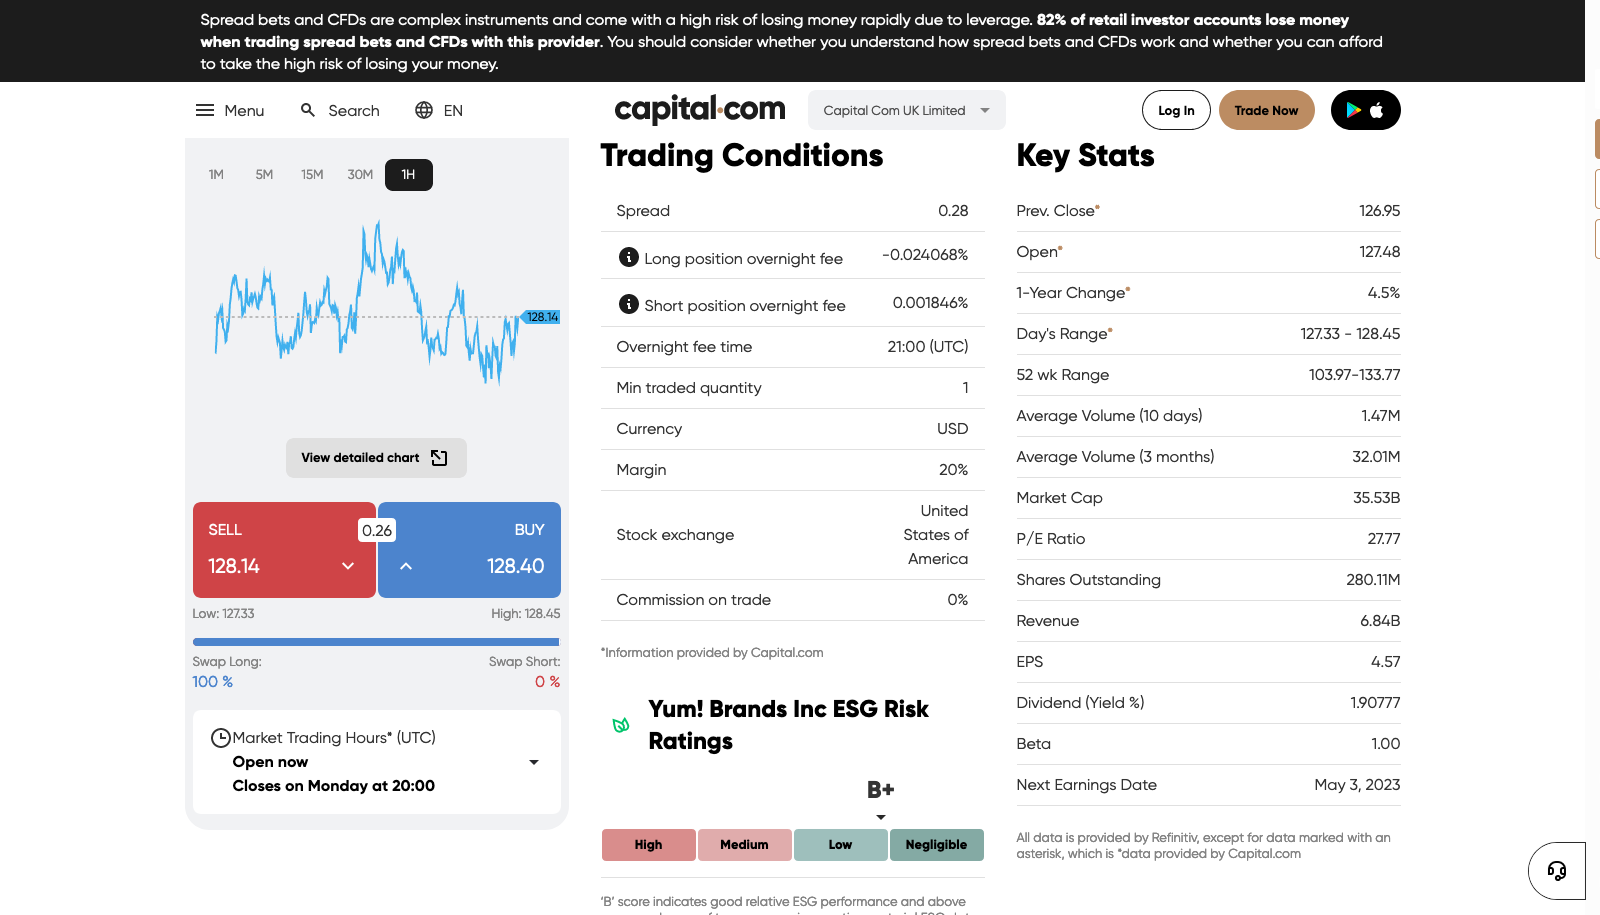 Spread bets and CFDs are complex instruments and come with a high risk of losing money rapidly due to leverage. 82% of retail investor accounts lose money
when trading spread bets and CFDs with this provider. You should consider whether you understand how spread bets and CFDs work and whether you can afford
to take the high risk of losing your money.
Menu Search EN
capital.com
Capital Com UK Limited
Log In Trade Now
1M 5M 15M 30M 1H
128.14
View detailed chart
SELL 0.26 BUY
128.14 128.40
Low: 127.33 High: 128.45
Swap Long: Swap Short:
100 % 0 %
Market Trading Hours* (UTC)
Open now
Closes on Monday at 20:00
Trading Conditions
Spread 0.28
Long position overnight fee -0.024068%
Short position overnight fee 0.001846%
Overnight fee time 21:00 (UTC)
Min traded quantity 1
Currency USD
Margin 20%
Stock exchange United
States of
America
Commission on trade 0%
*Information provided by Capital.com
Yum! Brands Inc ESG Risk
Ratings
B+
High Medium Low Negligible
'B' score indicates good relative ESG performance and above
Key Stats
Prev. Close* 126.95
Open* 127.48
1-Year Change* 4.5%
Day's Range* 127.33 - 128.45
52 wk Range 103.97-133.77
Average Volume (10 days) 1.47M
Average Volume (3 months) 32.01M
Market Cap 35.53B
P/E Ratio 27.77
Shares Outstanding 280.11M
Revenue 6.84B
EPS 4.57
Dividend (Yield %) 1.90777
Beta 1.00
Next Earnings Date May 3, 2023
All data is provided by Refinitiv, except for data marked with an
asterisk, which is *data provided by Capital.com